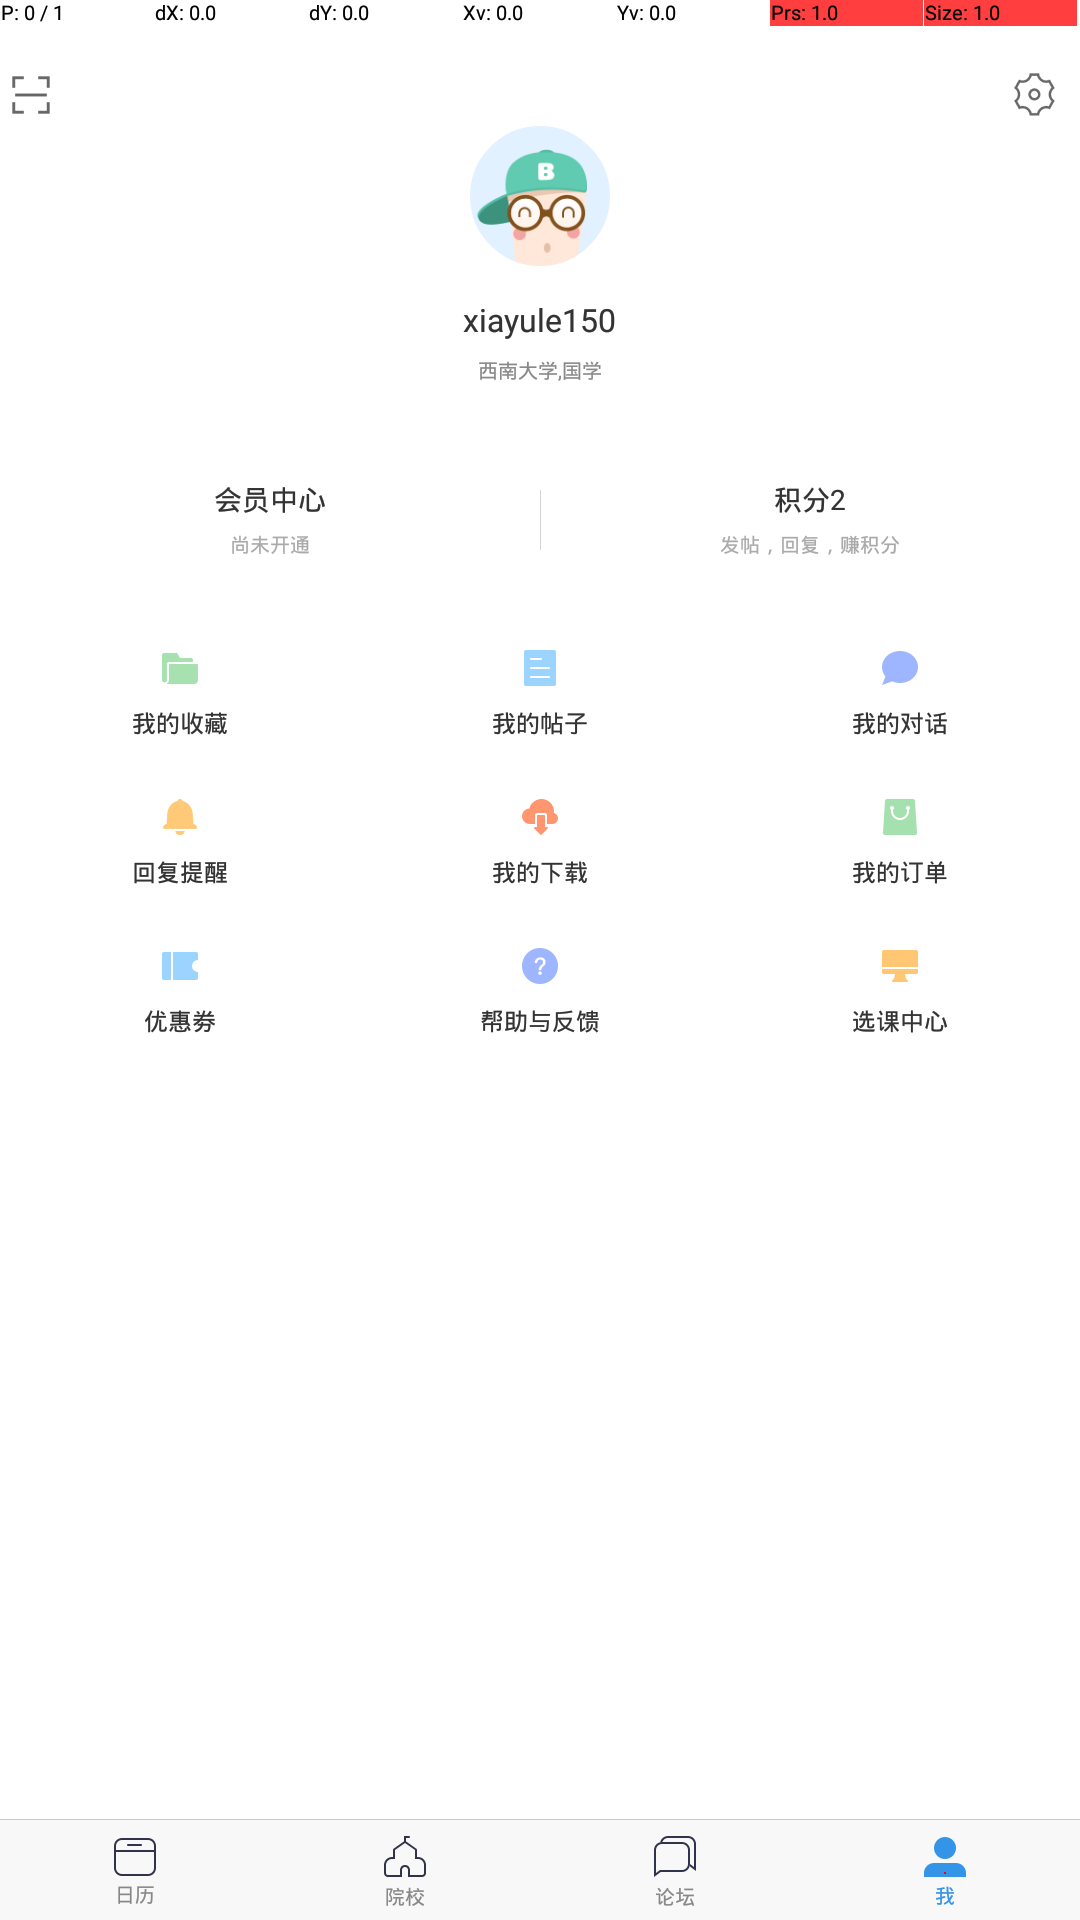 P: 0 / 1 dX: 0.0 dY: 0.0 Xv: 0.0 Yv: 0.0 Prs: 1.0 Size: 1.0
B
xiayule150
西南大学,国学
会员中心 积分2
尚未开通 发帖，回复，赚积分
我的收藏 我的帖子 我的对话
回复提醒 我的下载 我的订单
?
优惠券 帮助与反馈 选课中心
日历 院校 论坛 我